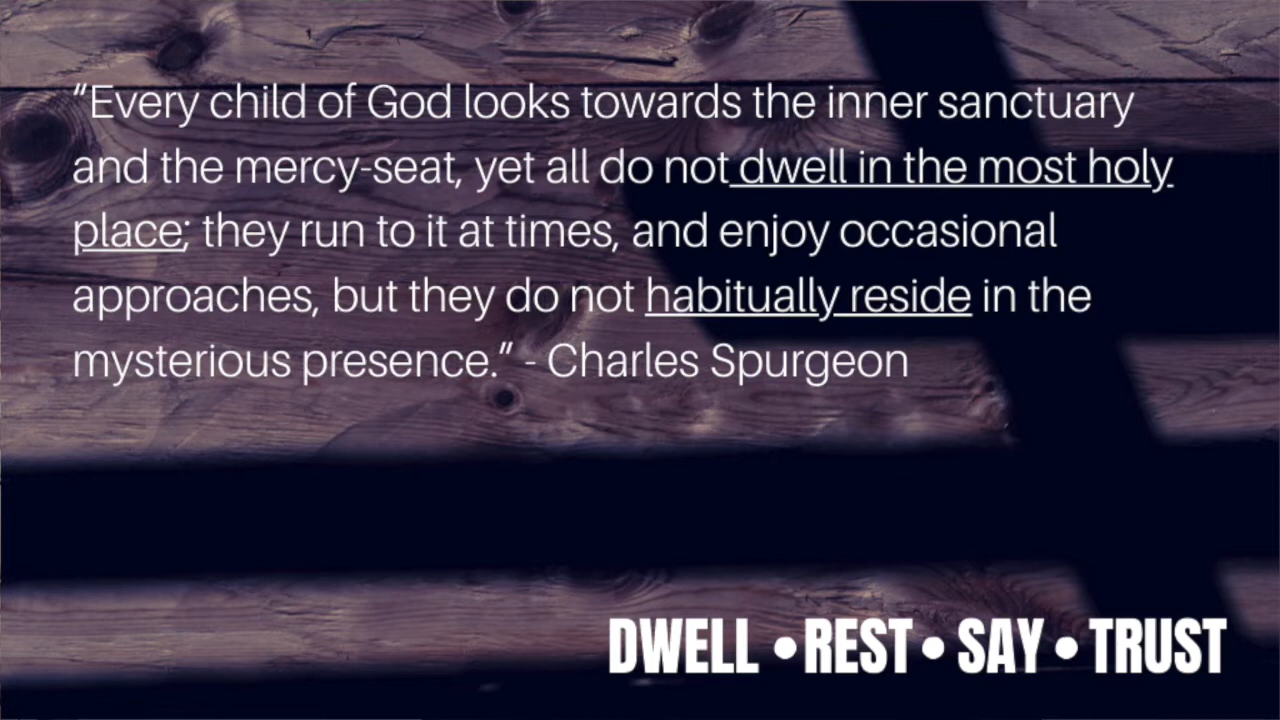 “Every child of God looks towards the inner sanctuary
and the mercy-seat, yet all do not dwell in the most holy
place; they run to it at times, and enjoy occasional
approaches, but they do not habitually reside in the
mysterious presence.” - Charles Spurgeon
DWELL • REST • SAY • TRUST